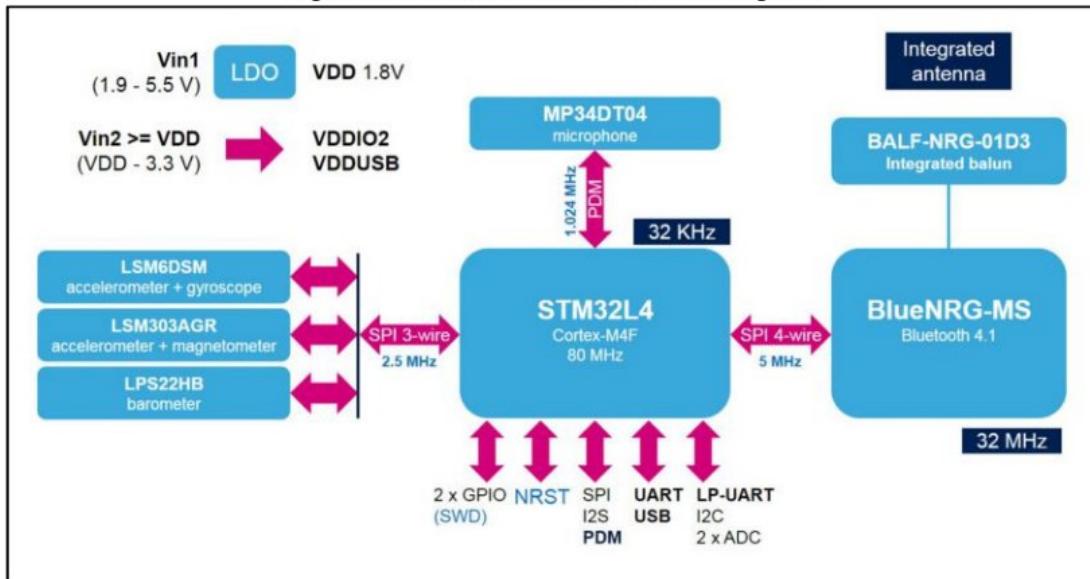 Vin1
(1.9 - 5.5 V)
LDO
VDD 1.8V
Vin2 >= VDD
(VDD - 3.3 V)
VDDIO2
VDDUSB
Integrated
antenna
MP34DT04
microphone
BALF-NRG-01D3
Integrated balun
1.024 MHz
PDM
32 KHz
LSM6DSM
accelerometer + gyroscope
LSM303AGR
accelerometer + magnetometer
LPS22HB
barometer
SPI 3-wire
2.5 MHz
STM32L4
Cortex-M4F
80 MHz
SPI 4-wire
5 MHz
BlueNRG-MS
Bluetooth 4.1
32 MHz
2 x GPIO
(SWD)
NRST
SPI
I2S
PDM
UART
USB
LP-UART
I2C
2 x ADC